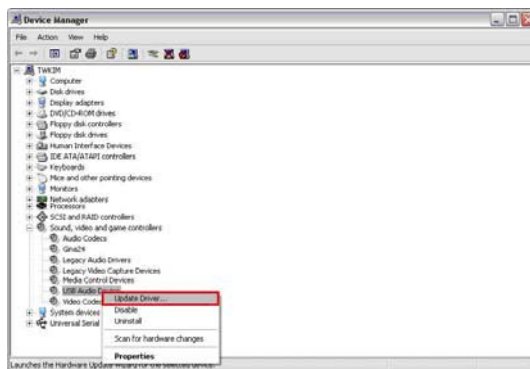 Device Manager
File Action View Help
TWKIM
Computer
Disk drives
Display adapters
DVD/CD-ROM drives
Floppy disk controllers
Floppy disk drives
Human Interface Devices
IDE ATA/ATAPI controllers
Keyboards
Mice and other pointing devices
Monitors
Network adapters
Processors
SCSI and RAID controllers
Sound, video and game controllers
Audio Codecs
Gina24
Legacy Audio Drivers
Legacy Video Capture Devices
Media Control Devices
USB Audio
Update Driver...
Video Codecs
Disable
System devices
Uninstall
Universal Serial
Scan for hardware changes
Properties
Launches the Hardware Update Wizard for the selected device.